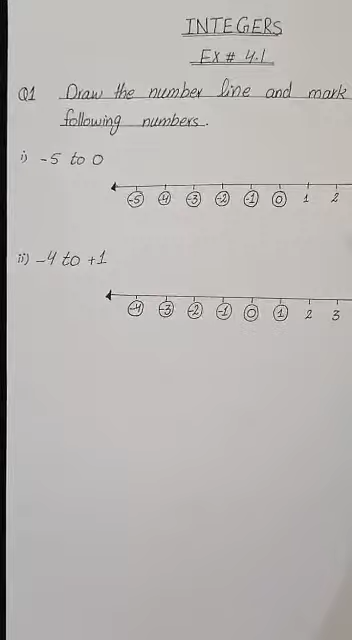 INTEGERS
EX # 4.1
Q1 Draw the number line and mark
following numbers.
i) -5 to 0
-5 -4 -3 -2 -1 0 1 2
ii) -4 to +1
-4 -3 -2 -1 0 1 2 3